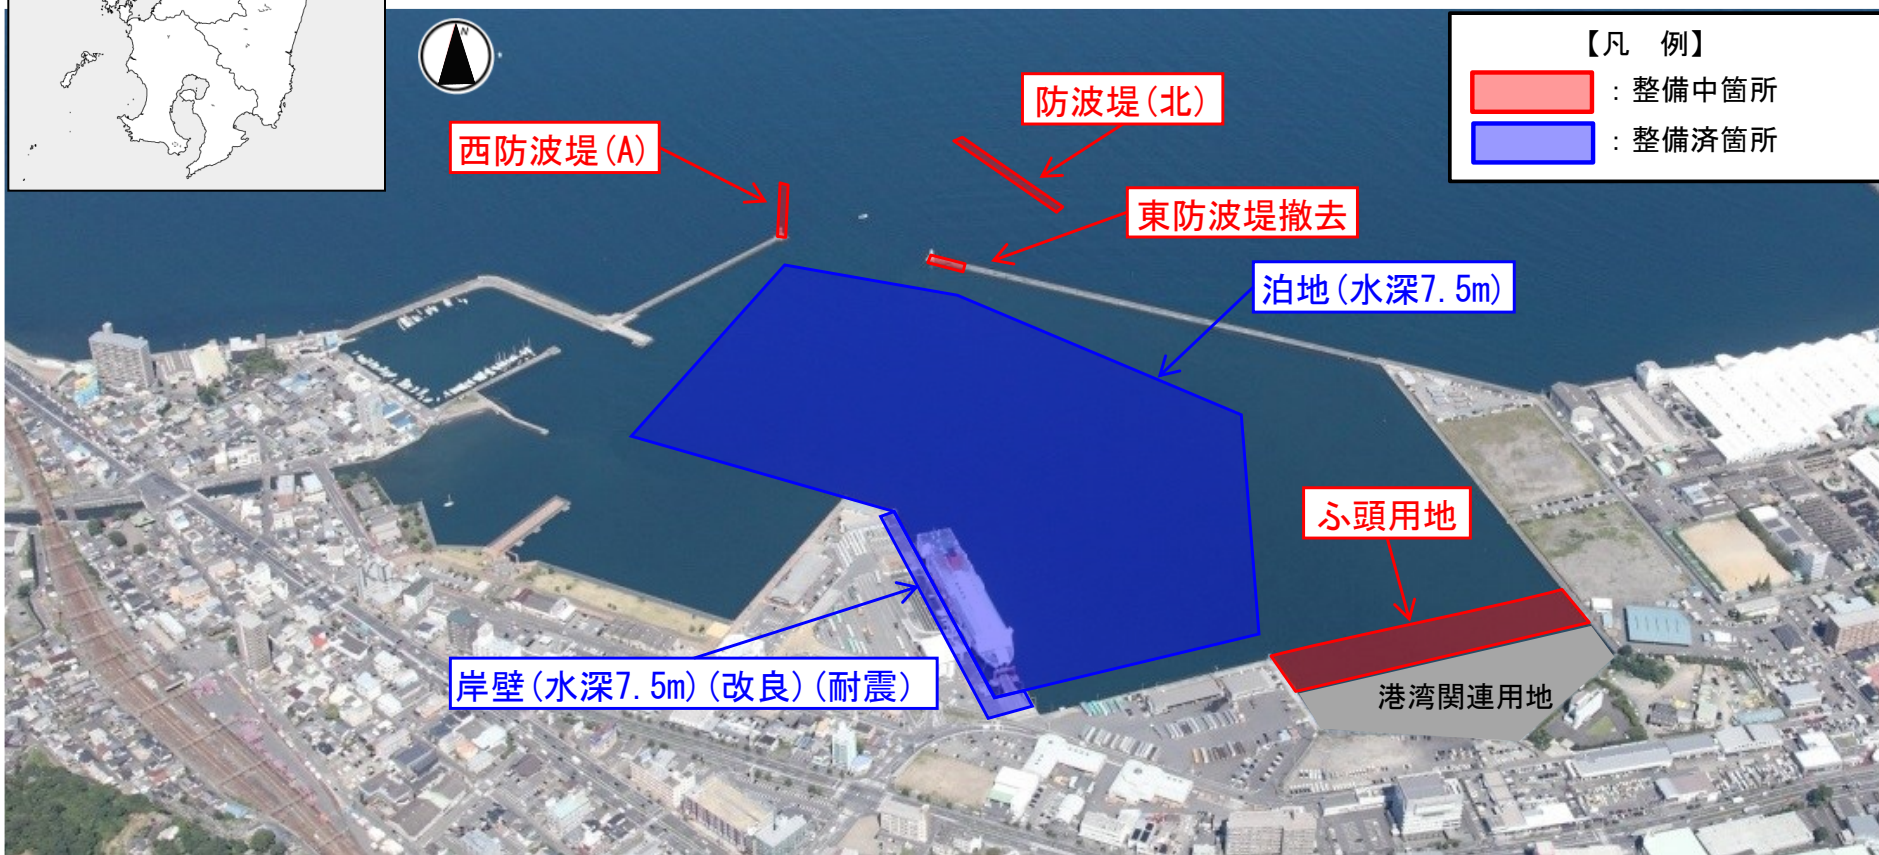 N
【凡　例】
：整備中箇所
：整備済箇所
防波堤(北)
西防波堤(A)
東防波堤撤去
泊地(水深7.5m)
ふ頭用地
岸壁(水深7.5m)(改良)(耐震)
港湾関連用地